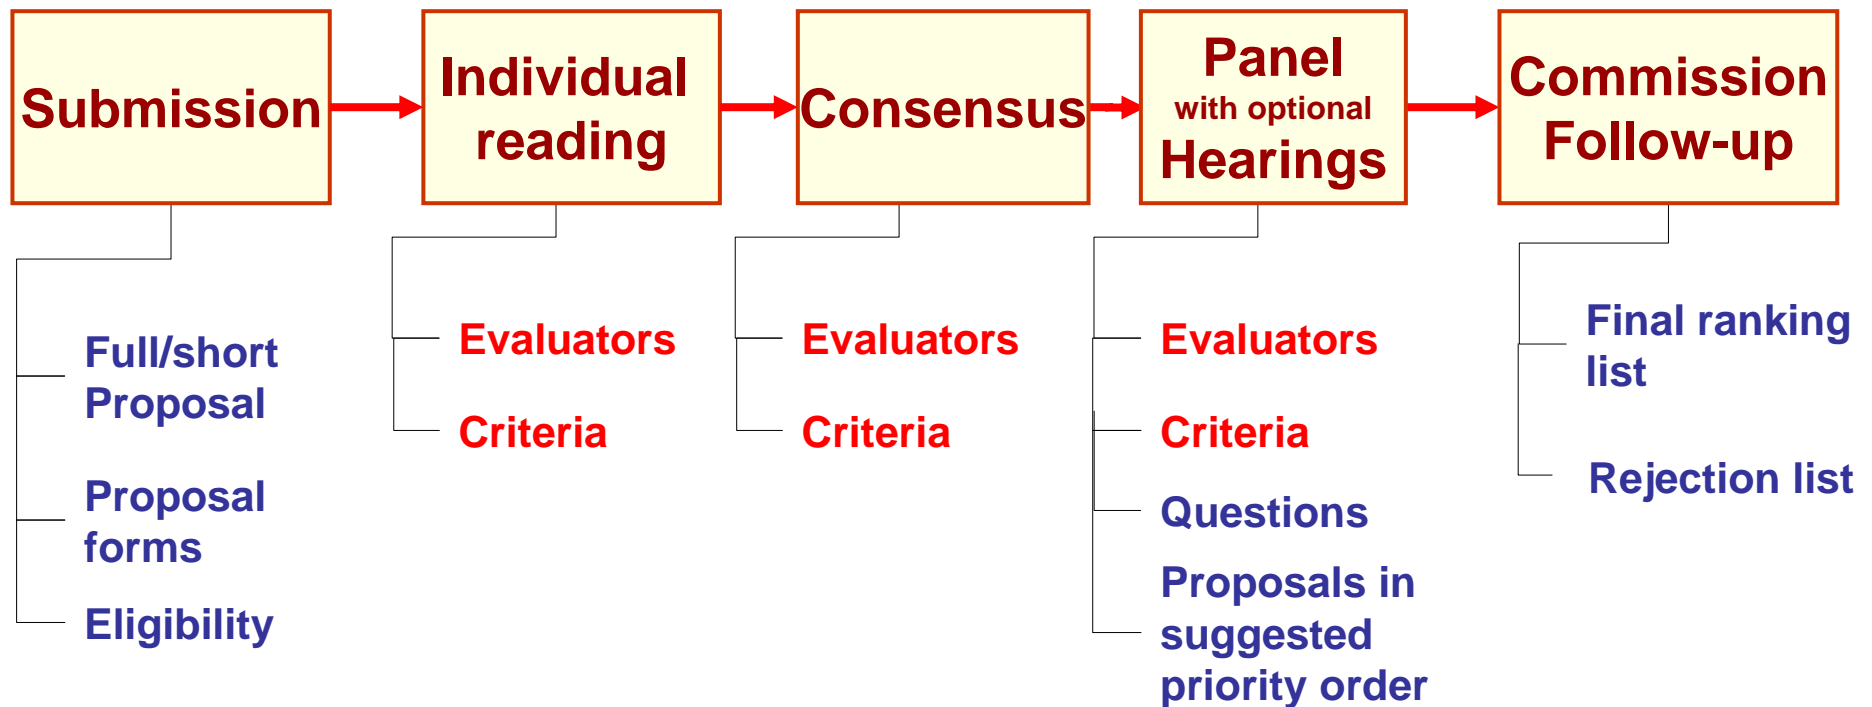 Submission
Individual
reading
Consensus
Panel
with optional
Hearings
Commission
Follow-up
Full/short
Proposal
Proposal
forms
Eligibility
Evaluators
Criteria
Evaluators
Criteria
Evaluators
Criteria
Questions
Proposals in
suggested
priority order
Final ranking
list
Rejection list